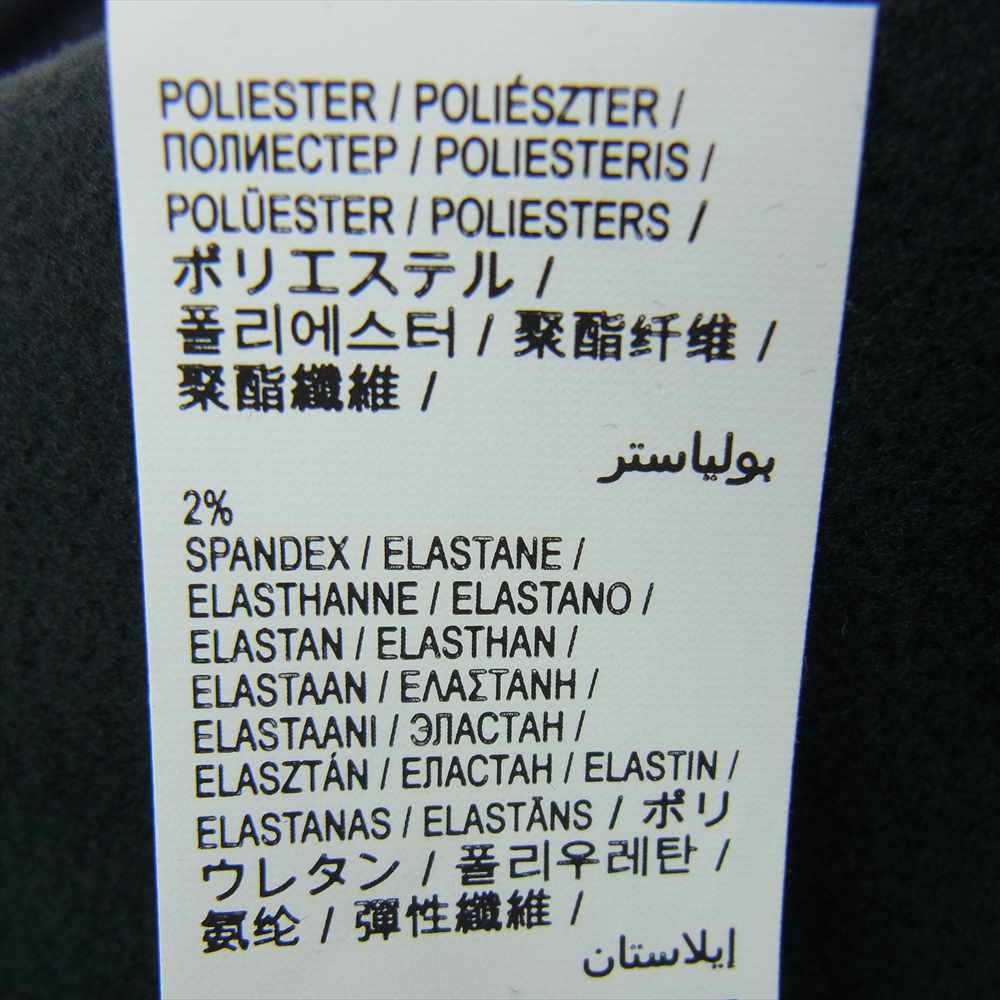 POLIESTER / POLIÉSZTER /
ПОЛИЕСТЕР / POLIESTERIS /
POLÜESTER / POLIESTERS /
ポリエステル /
폴리에스터 / 聚酯纤维 /
聚酯纖維 /
بولياستر
2%
SPANDEX / ELASTANE /
ELASTHANNE / ELASTANO /
ELASTAN / ELASTHAN /
ELASTAAN / ΕΛΑΣΤΑΝΗ /
ELASTAANI / ЭЛАСТАН /
ELASZTÁN / ЕЛАСТАН / ELASTIN /
ELASTANAS / ELASTĀNS / ポリ
ウレタン / 폴리우레탄 /
氨纶 / 彈性纖維 /
إيلاستان